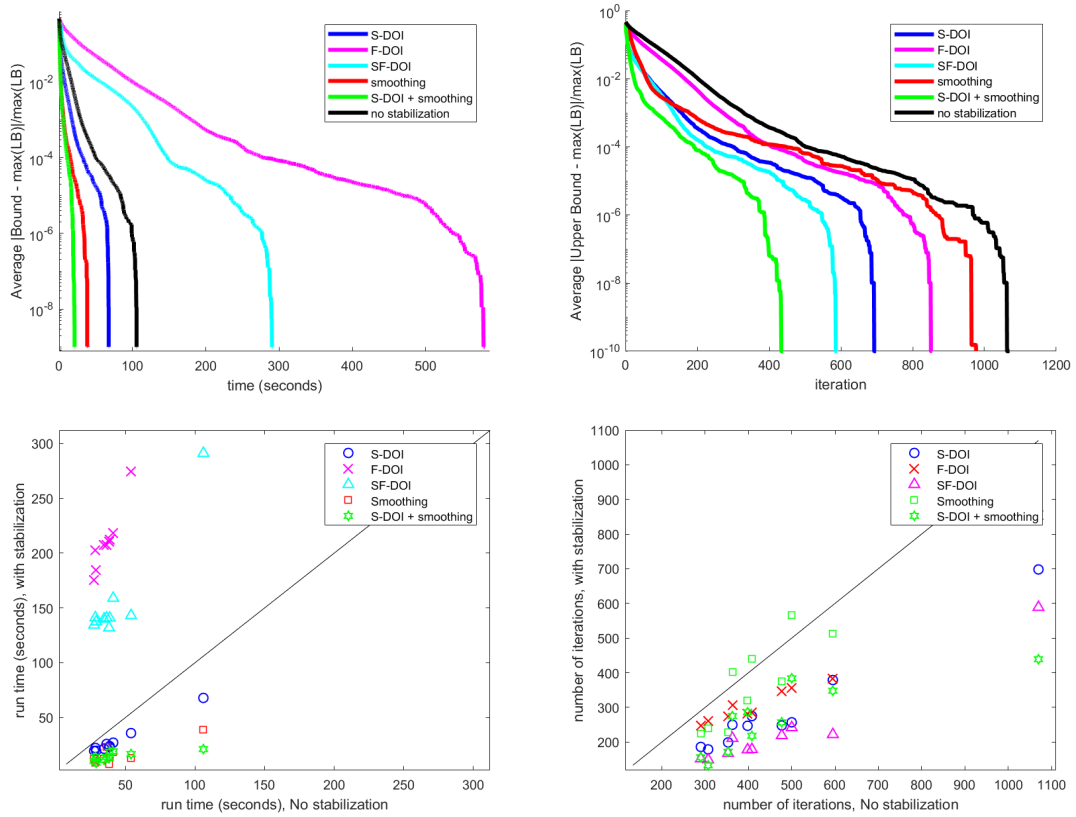 Average |Bound - max(LB)|/max(LB)
10^-2
10^-4
10^-6
10^-8
0
100
200
300
400
500
time (seconds)
S-DOI
F-DOI
SF-DOI
smoothing
S-DOI + smoothing
no stabilization
Average |Upper Bound - max(LB)|/max(LB)
10^0
10^-2
10^-4
10^-6
10^-8
10^-10
0
200
400
600
800
1000
1200
iteration
S-DOI
F-DOI
SF-DOI
smoothing
S-DOI + smoothing
no stabilization
run time (seconds), with stabilization
300
250
200
150
100
50
50
100
150
200
250
300
run time (seconds), No stabilization
S-DOI
F-DOI
SF-DOI
Smoothing
S-DOI + smoothing
number of iterations, with stabilization
1100
1000
900
800
700
600
500
400
300
200
200
300
400
500
600
700
800
900
1000
1100
number of iterations, No stabilization
S-DOI
F-DOI
SF-DOI
Smoothing
S-DOI + smoothing